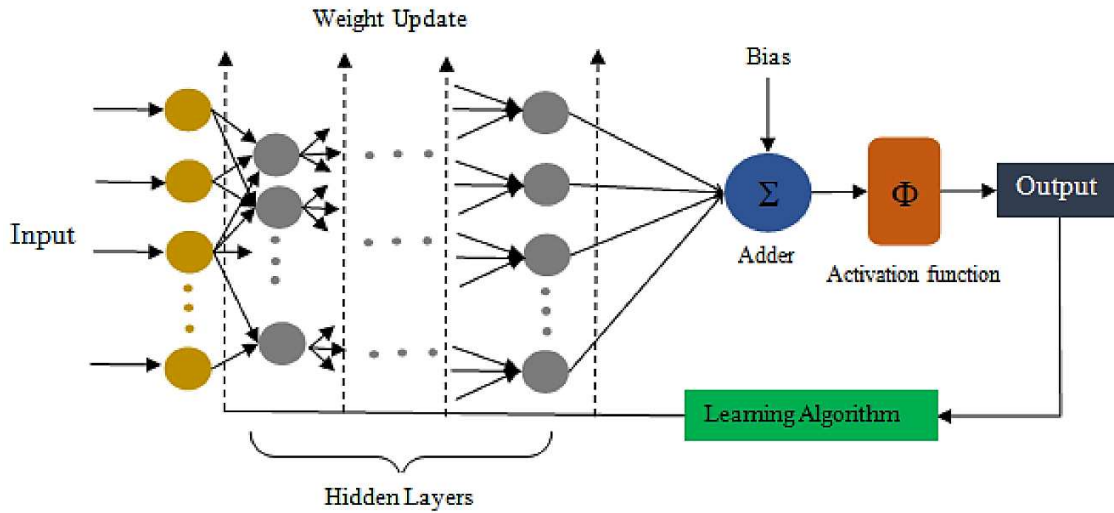 Weight Update
Bias
Input
Σ
Φ
Output
Adder
Activation function
Learning Algorithm
Hidden Layers